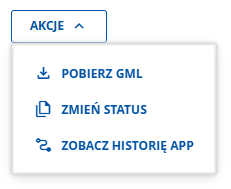 AKCJE
POBIERZ GML
ZMIEŃ STATUS
ZOBACZ HISTORIĘ APP